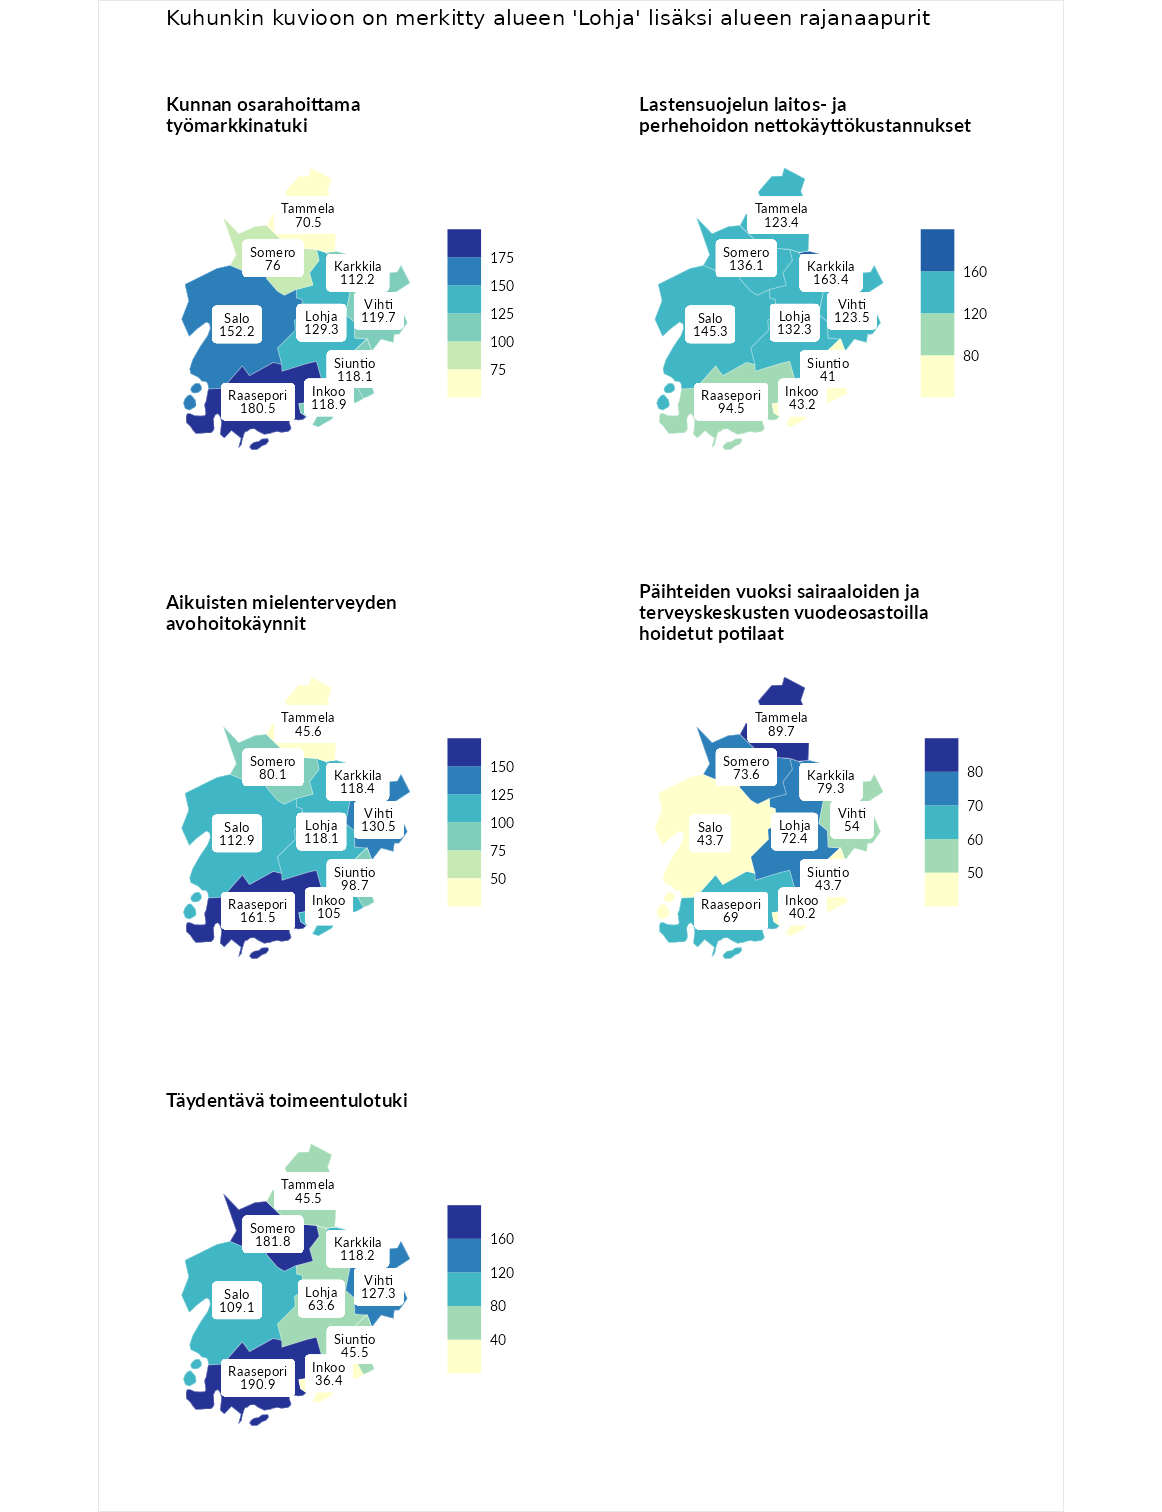 Kuhunkin kuvioon on merkitty alueen 'Lohja' lisäksi alueen rajanaapurit
Kunnan osarahoittama
työmarkkinatuki
Tammela
70.5
Somero
76
Karkkila
112.2
Vihti
119.7
Salo
152.2
Lohja
129.3
Siuntio
118.1
Raasepori
180.5
Inkoo
118.9
175
150
125
100
75
Lastensuojelun laitos- ja
perhehoidon nettokäyttökustannukset
Tammela
123.4
Somero
136.1
Karkkila
163.4
Vihti
123.5
Salo
145.3
Lohja
132.3
Siuntio
41
Raasepori
94.5
Inkoo
43.2
160
120
80
Aikuisten mielenterveyden
avohoitokäynnit
Tammela
45.6
Somero
80.1
Karkkila
118.4
Vihti
130.5
Salo
112.9
Lohja
118.1
Siuntio
98.7
Raasepori
161.5
Inkoo
105
150
125
100
75
50
Päihteiden vuoksi sairaaloiden ja
terveyskeskusten vuodeosastoilla
hoidetut potilaat
Tammela
89.7
Somero
73.6
Karkkila
79.3
Vihti
54
Salo
43.7
Lohja
72.4
Siuntio
43.7
Raasepori
69
Inkoo
40.2
80
70
60
50
Täydentävä toimeentulotuki
Tammela
45.5
Somero
181.8
Karkkila
118.2
Vihti
127.3
Salo
109.1
Lohja
63.6
Siuntio
45.5
Raasepori
190.9
Inkoo
36.4
160
120
80
40